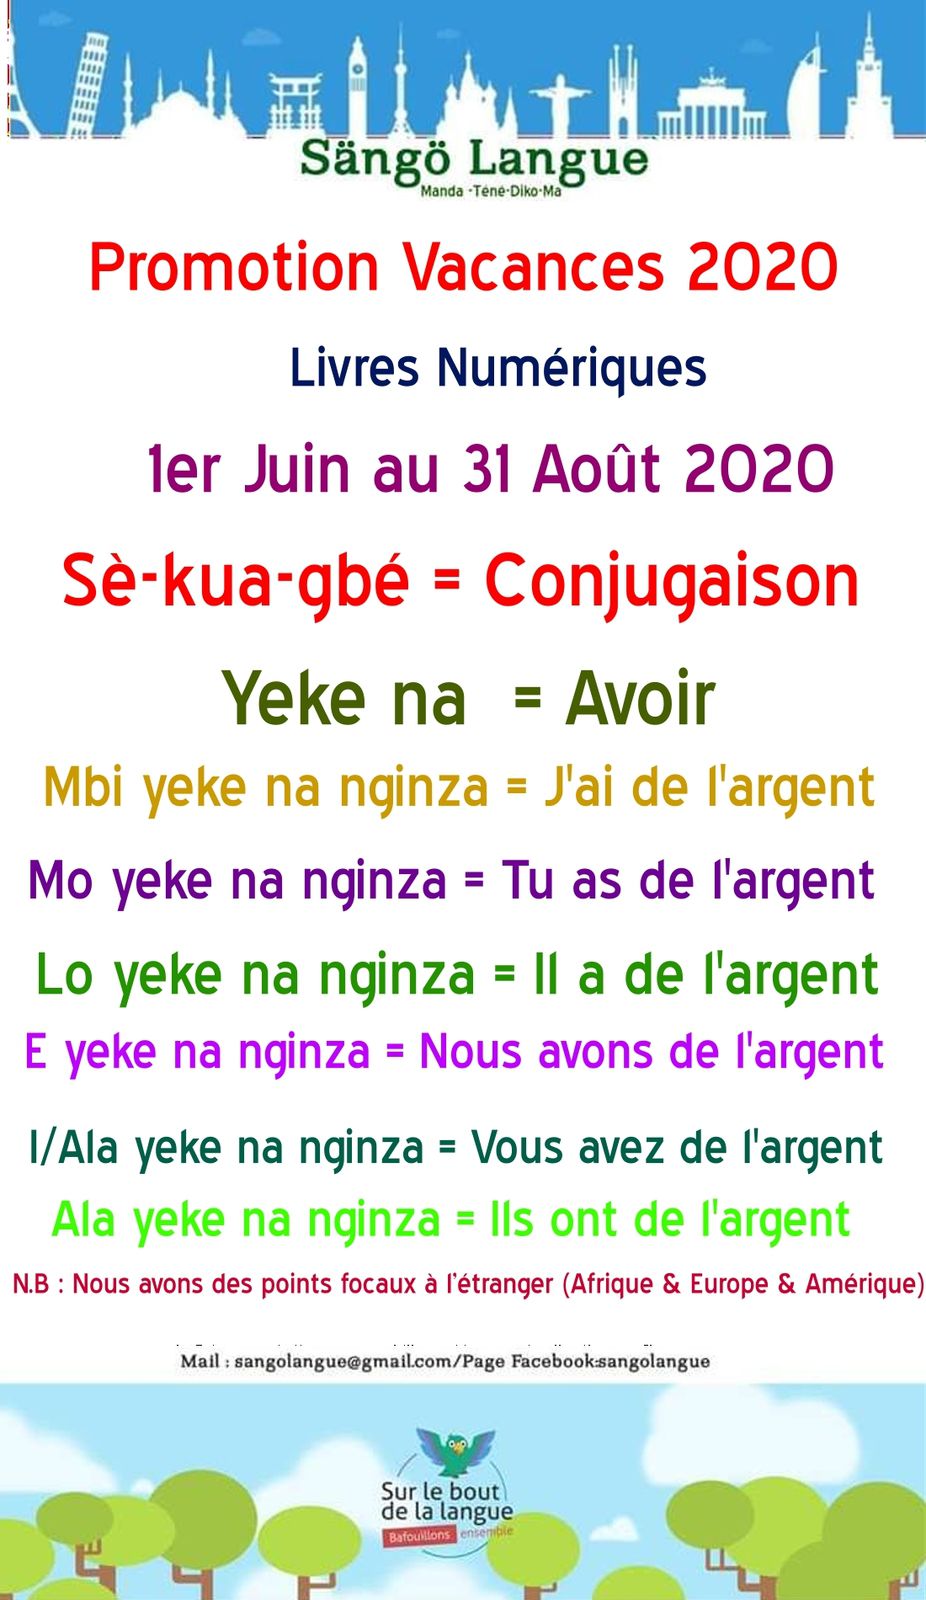 Sängö Langue
Manda -Téné-Diko-Ma
Promotion Vacances 2020
Livres Numériques
1er Juin au 31 Août 2020
Sè-kua-gbé = Conjugaison
Yeke na = Avoir
Mbi yeke na nginza = J'ai de l'argent
Mo yeke na nginza = Tu as de l'argent
Lo yeke na nginza = Il a de l'argent
E yeke na nginza = Nous avons de l'argent
I/Ala yeke na nginza = Vous avez de l'argent
Ala yeke na nginza = Ils ont de l'argent
N.B : Nous avons des points focaux à l'étranger (Afrique & Europe & Amérique)
Mail : sangolangue@gmail.com/Page Facebook:sangolangue
Sur le bout
de la langue
Bafouillons ensemble